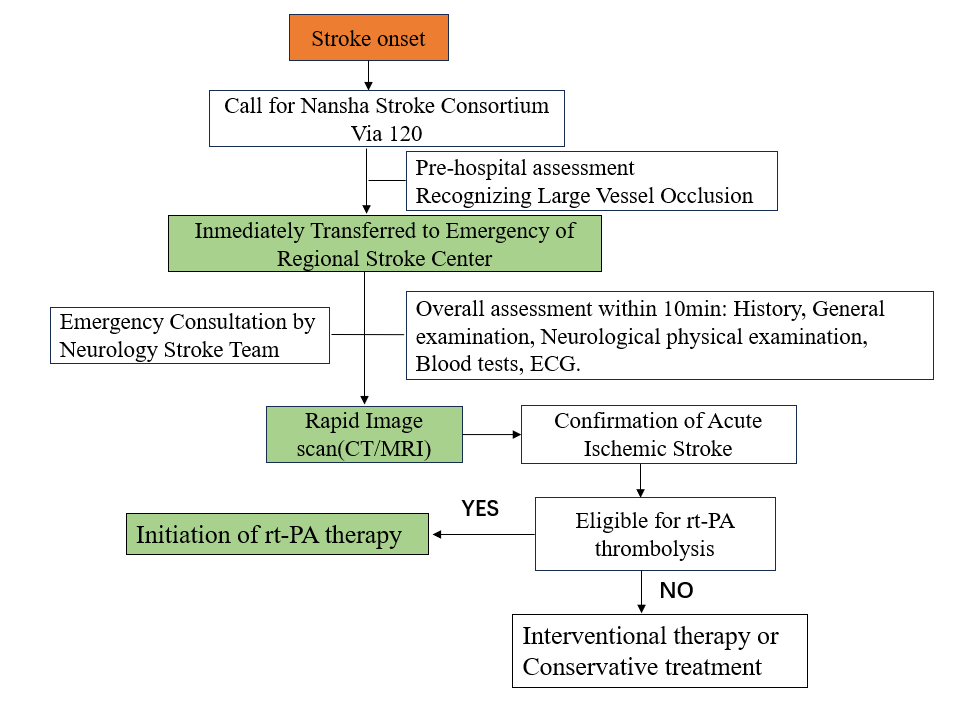 Stroke onset
Call for Nansha Stroke Consortium
Via 120
Pre-hospital assessment
Recognizing Large Vessel Occlusion
Inmediately Transferred to Emergency of
Regional Stroke Center
Emergency Consultation by
Neurology Stroke Team
Overall assessment within 10min: History, General
examination, Neurological physical examination,
Blood tests, ECG.
Rapid Image
scan(CT/MRI)
Confirmation of Acute
Ischemic Stroke
Eligible for rt-PA
thrombolysis
YES
Initiation of rt-PA therapy
NO
Interventional therapy or
Conservative treatment